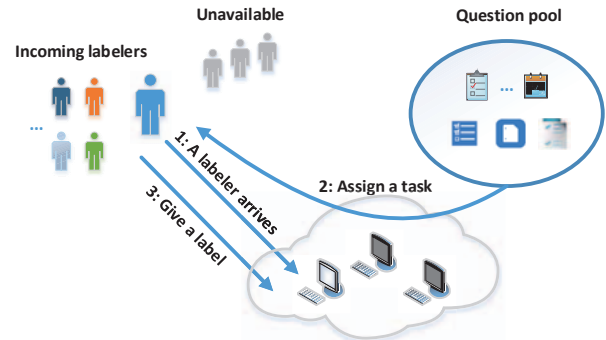 Unavailable
Question pool
Incoming labelers
...
...
1: A labeler arrives
2: Assign a task
3: Give a label